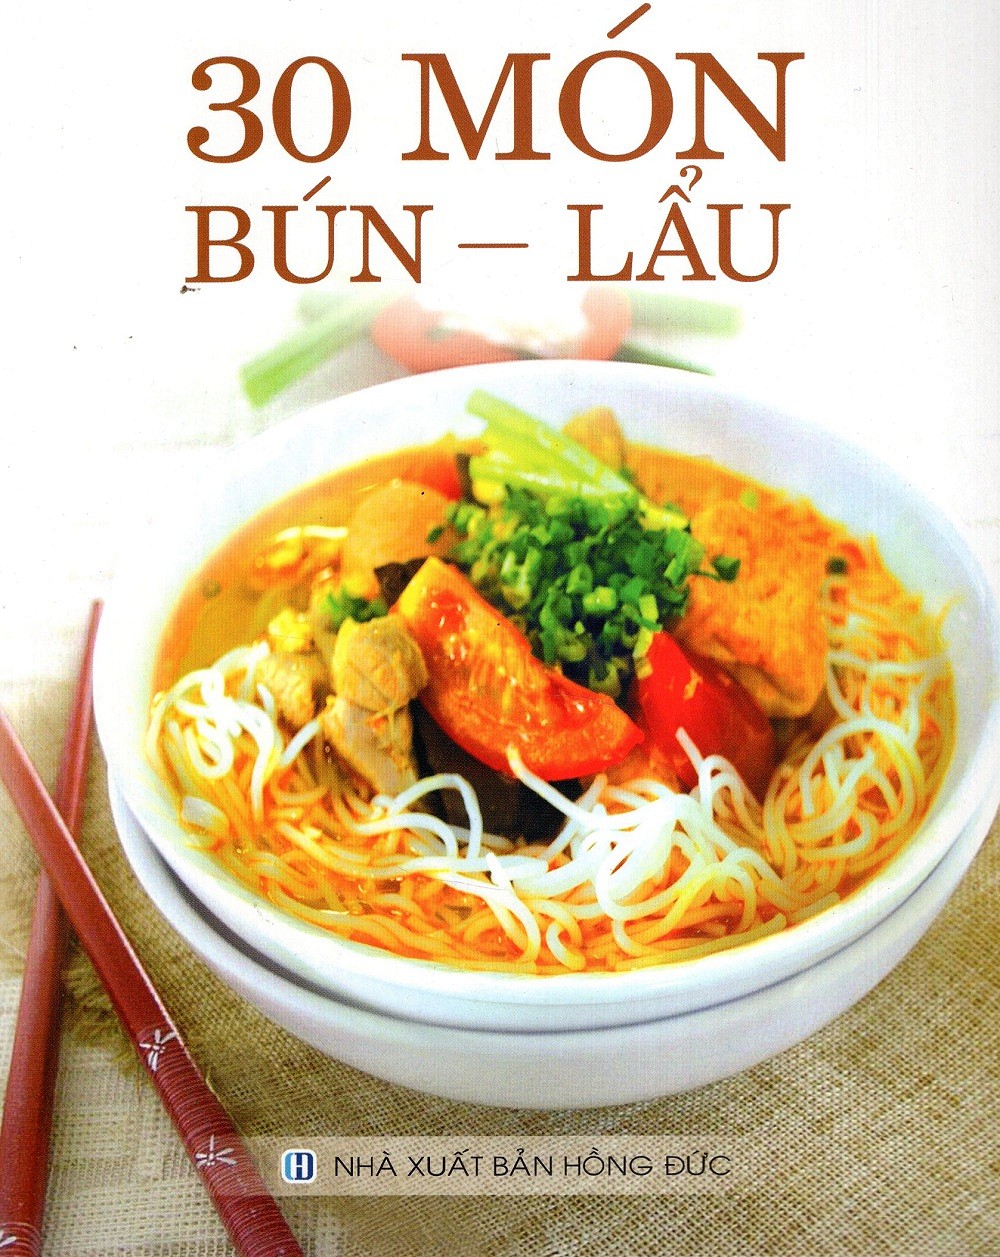 30 MÓN
BÚN – LẨU
NHÀ XUẤT BẢN HỒNG ĐỨC